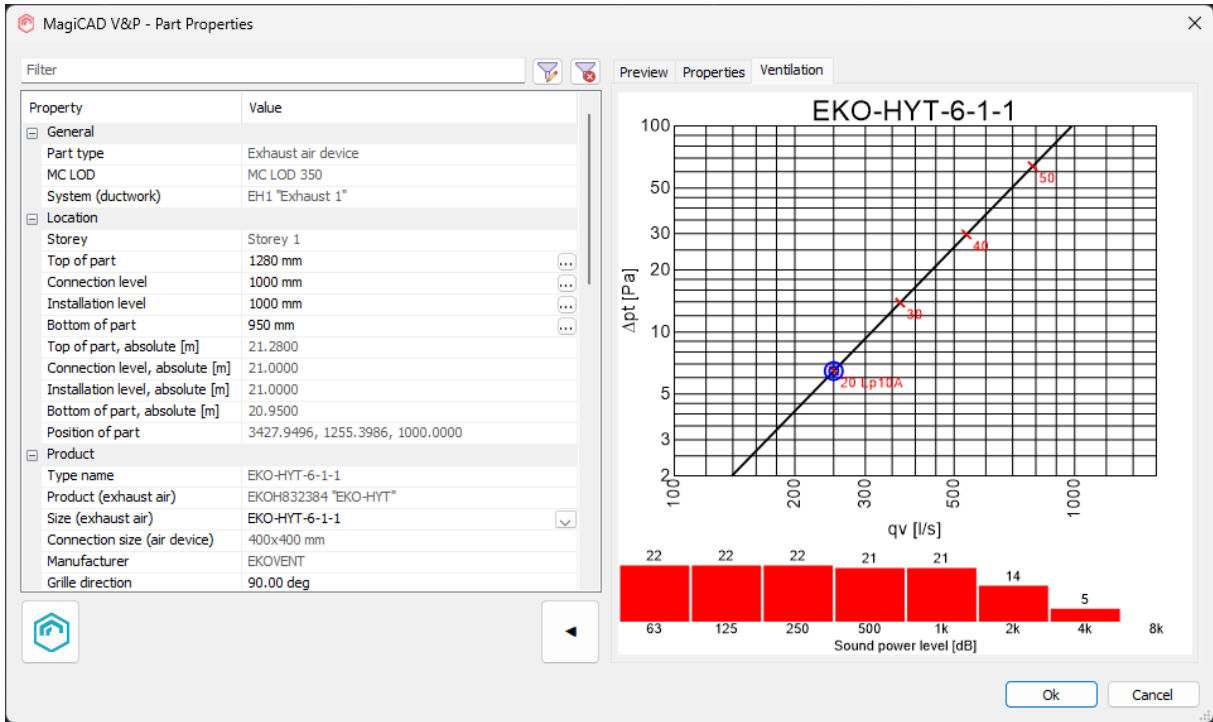 MagiCAD V&P - Part Properties
Filter
Property Value
General
Part type Exhaust air device
MC LOD MC LOD 350
System (ductwork) EH1 "Exhaust 1"
Location
Storey Storey 1
Top of part 1280 mm ...
Connection level 1000 mm ...
Installation level 1000 mm ...
Bottom of part 950 mm ...
Top of part, absolute [m] 21.2800
Connection level, absolute [m] 21.0000
Installation level, absolute [m] 21.0000
Bottom of part, absolute [m] 20.9500
Position of part 3427.9496, 1255.3986, 1000.0000
Product
Type name EKO-HYT-6-1-1
Product (exhaust air) EKOH832384 "EKO-HYT"
Size (exhaust air) EKO-HYT-6-1-1
Connection size (air device) 400x400 mm
Manufacturer EKOVENT
Grille direction 90.00 deg
Preview Properties Ventilation
EKO-HYT-6-1-1
Δpt [Pa]
100
50
30
20
10
5
3
2
50
40
30
20 Lp10A
100 200 300 500 1000
qv [l/s]
22 22 22 21 21 14 5
63 125 250 500 1k 2k 4k 8k
Sound power level [dB]
Ok Cancel